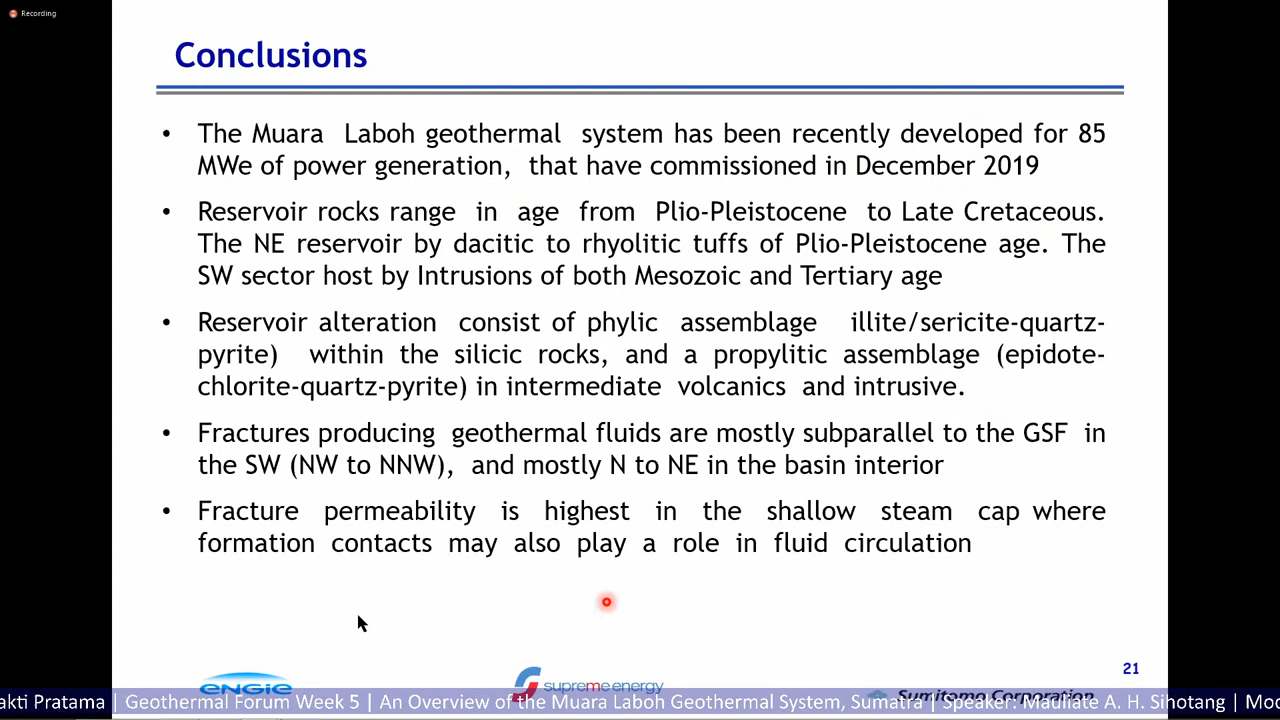 Recording
Conclusions
• The Muara Laboh geothermal system has been recently developed for 85
MWe of power generation, that have commissioned in December 2019
• Reservoir rocks range in age from Plio-Pleistocene to Late Cretaceous.
The NE reservoir by dacitic to rhyolitic tuffs of Plio-Pleistocene age. The
SW sector host by Intrusions of both Mesozoic and Tertiary age
• Reservoir alteration consist of phylic assemblage illite/sericite-quartz-
pyrite) within the silicic rocks, and a propylitic assemblage (epidote-
chlorite-quartz-pyrite) in intermediate volcanics and intrusive.
• Fractures producing geothermal fluids are mostly subparallel to the GSF in
the SW (NW to NNW), and mostly N to NE in the basin interior
• Fracture permeability is highest in the shallow steam cap where
formation contacts may also play a role in fluid circulation
21
ENGIE supreme energy Sumitomo Corporation
akti Pratama | Geothermal Forum Week 5 | An Overview of the Muara Laboh Geothermal System, Sumatra | Speaker: Mauliate A. H. Sihotang | Mod